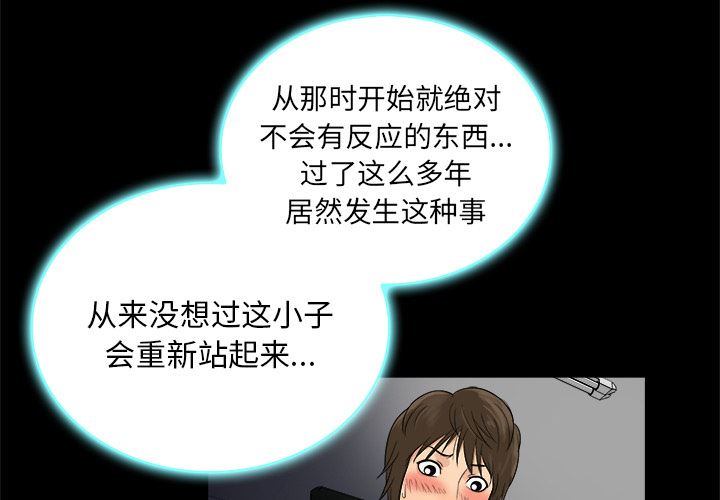 从那时开始就绝对
不会有反应的东西...
过了这么多年
居然发生这种事
从来没想过这小子
会重新站起来...